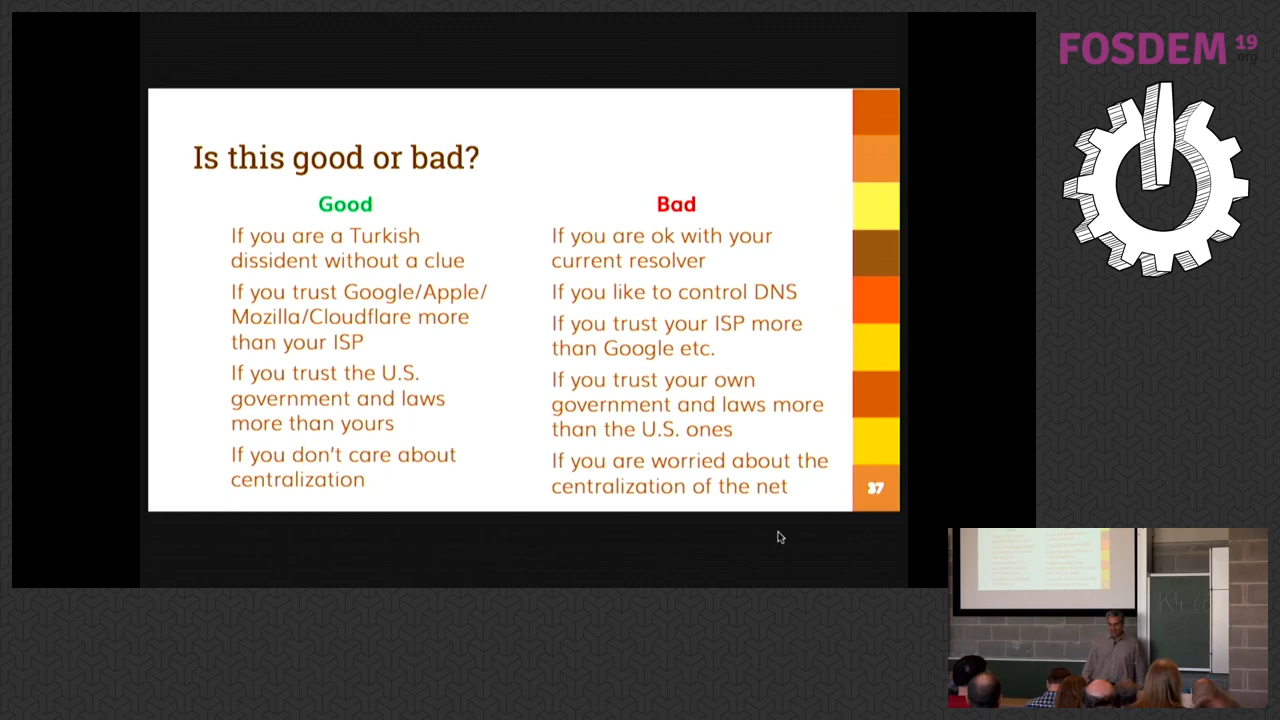 FOSDEM 19
.org
Is this good or bad?
Good
If you are a Turkish
dissident without a clue
If you trust Google/Apple/
Mozilla/Cloudflare more
than your ISP
If you trust the U.S.
government and laws
more than yours
If you don't care about
centralization
Bad
If you are ok with your
current resolver
If you like to control DNS
If you trust your ISP more
than Google etc.
If you trust your own
government and laws more
than the U.S. ones
If you are worried about the
centralization of the net
37